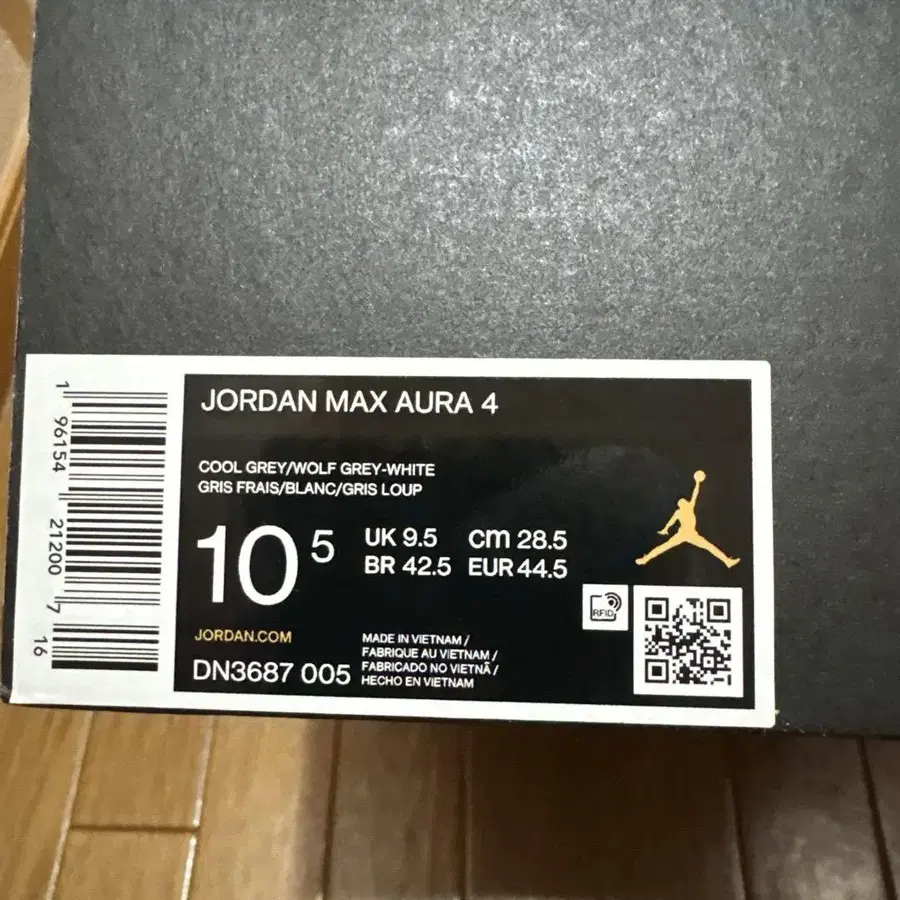 JORDAN MAX AURA 4
COOL GREY/WOLF GREY-WHITE
GRIS FRAIS/BLANC/GRIS LOUP
10 5
UK 9.5 cm 28.5
BR 42.5 EUR 44.5
RFID
JORDAN.COM
DN3687 005
MADE IN VIETNAM /
FABRIQUE AU VIETNAM /
FABRICADO NO VIETNÃ /
HECHO EN VIETNAM
1 96154 21200 7 16